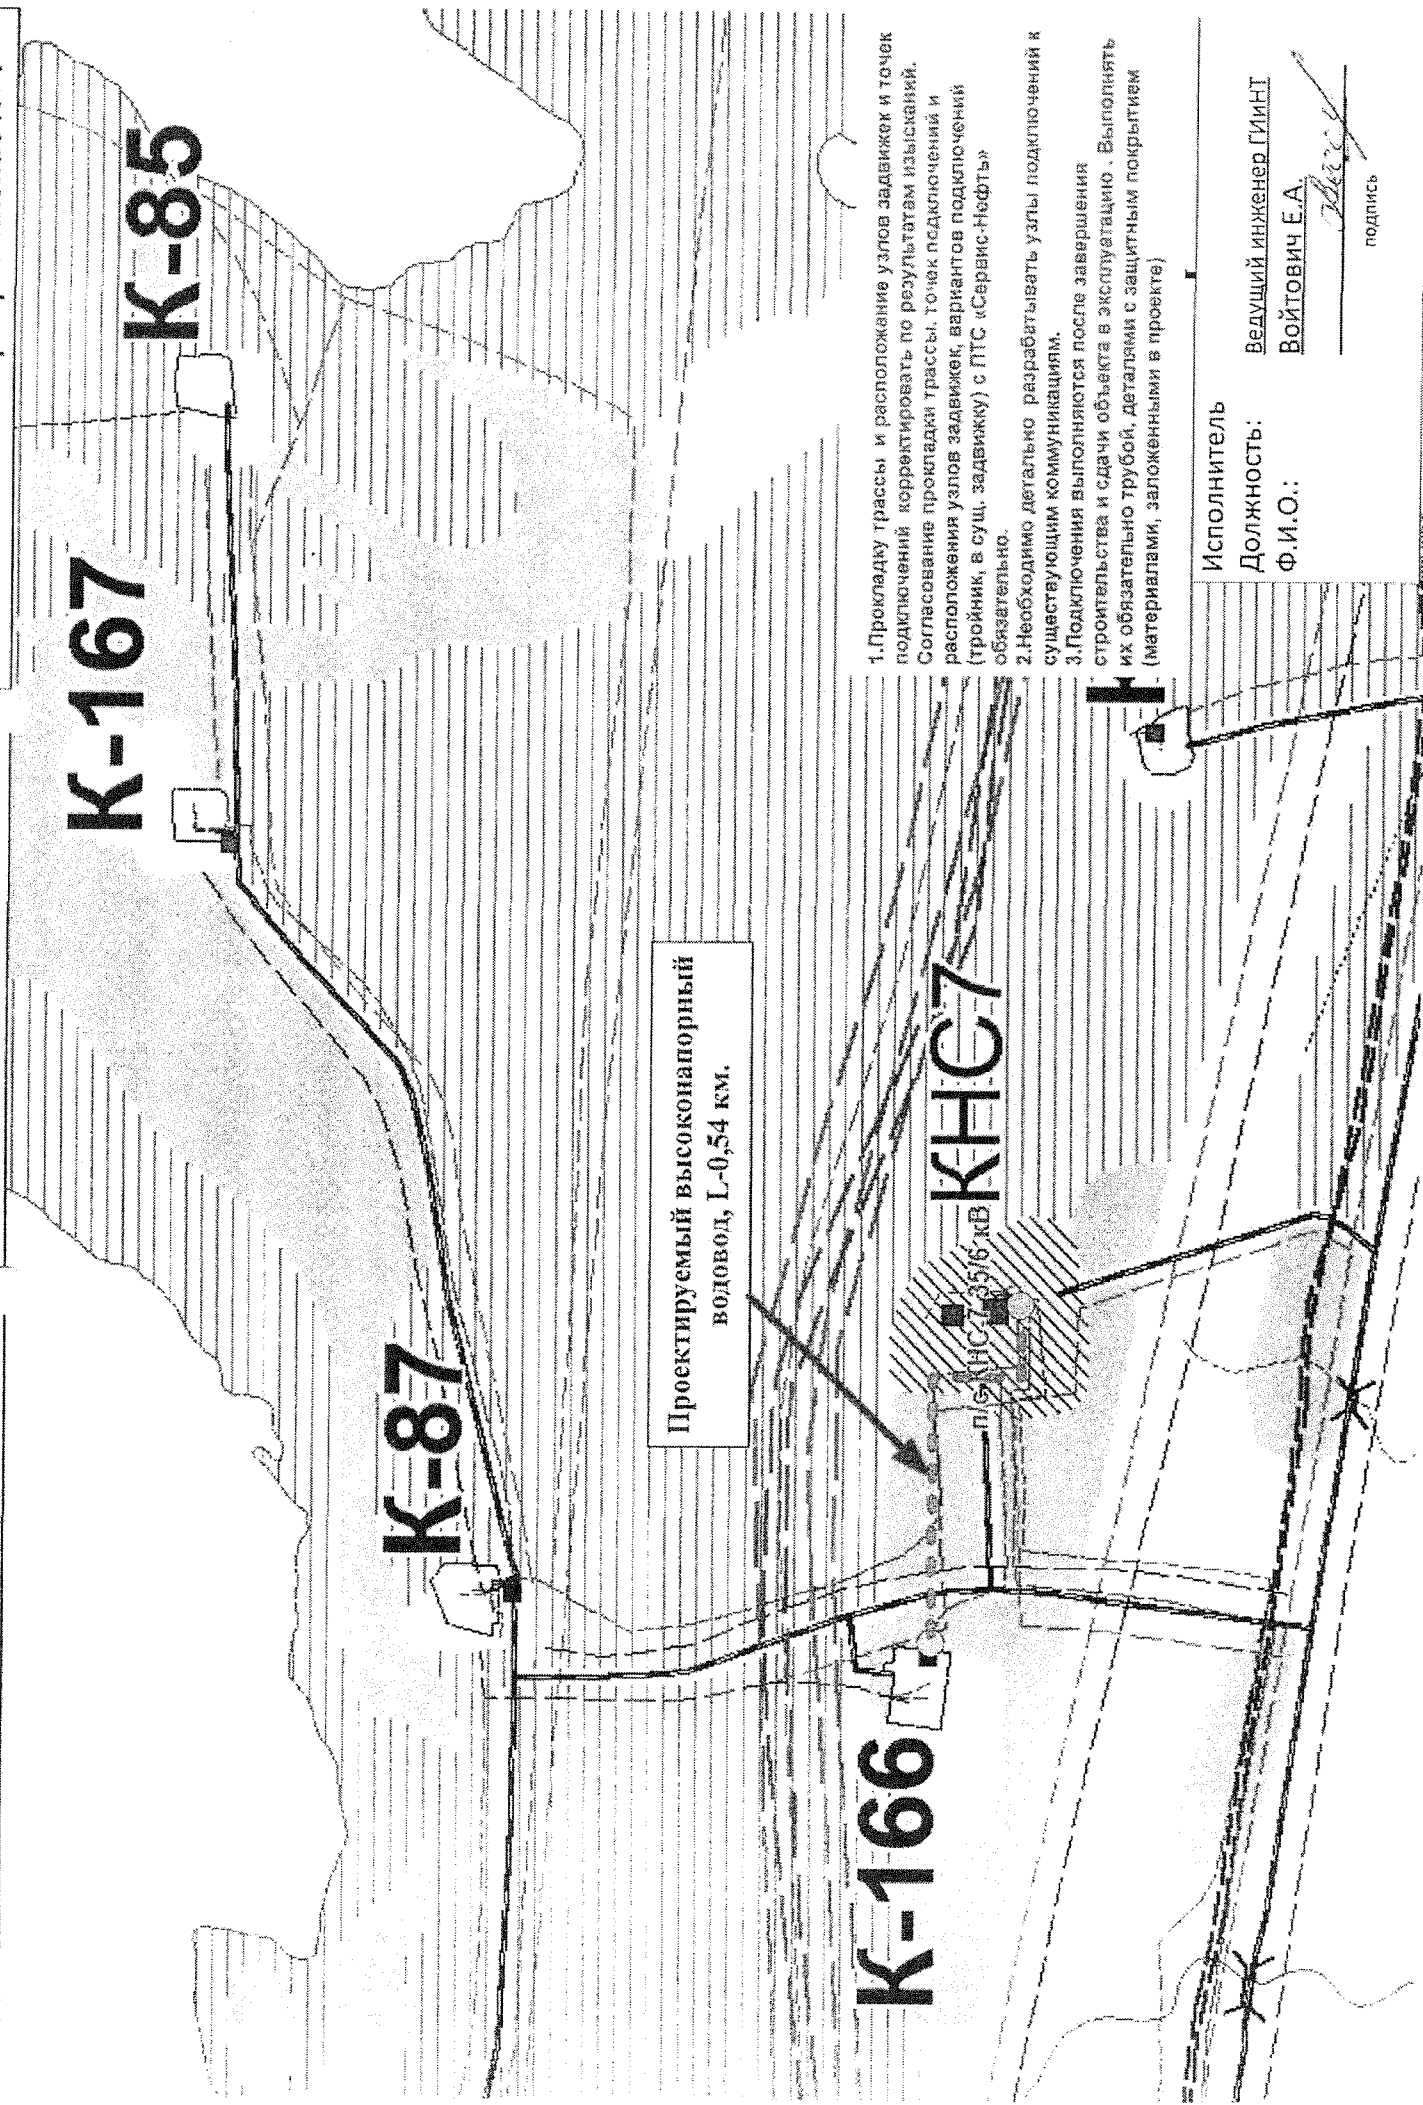 К-85
К-167
К-87
Проектируемый высоконапорный
водовод, L-0,54 км.
КНС7
п/с КНС-7 35/6 кВ
К-166
1.Прокладку трассы и расположание узлов задвижек и точек
подключений корректировать по результатам изысканий.
Согласование прокладки трассы, точек подключений и
расположения узлов задвижек, вариантов подключений
(тройник, в сущ. задвижку) с ПТС «Сервис-Нефть»
обязательно.
2.Необходимо детально разрабатывать узлы подключений к
существующим коммуникациям.
3.Подключения выполняются после завершения
строительства и сдачи объекта в эксплуатацию . Выполнять
их обязательно трубой, деталями с защитным покрытием
(материалами, заложенными в проекте)
Исполнитель
Должность: Ведущий инженер ГИиНТ
Ф.И.О.: Войтович Е.А.
подпись